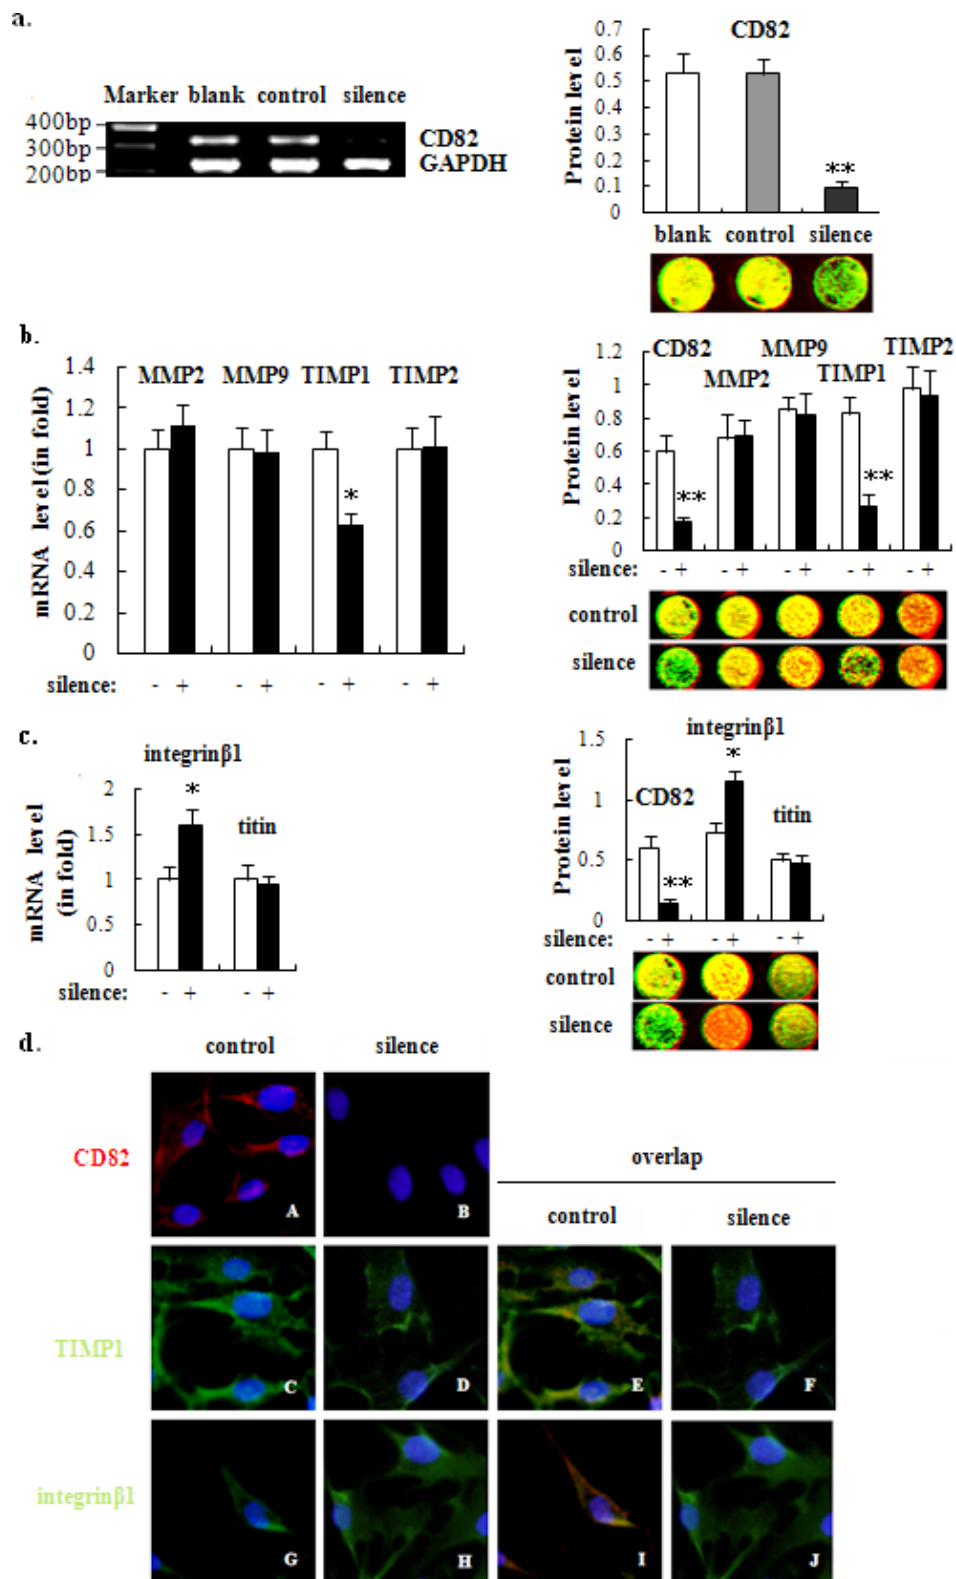 a.
Marker blank control silence
400bp
300bp
200bp
CD82
GAPDH
CD82
Protein level
0.7
0.6
0.5
0.4
0.3
0.2
0.1
0
**
blank control silence
b.
mRNA level (in fold)
1.4
1.2
1
0.8
0.6
0.4
0.2
0
MMP2 MMP9 TIMP1 TIMP2
*
silence: - + - + - + - +
Protein level
1.2
1
0.8
0.6
0.4
0.2
0
CD82 MMP2 MMP9 TIMP1 TIMP2
** **
silence: - + - + - + - + - +
control
silence
c.
integrinβ1
mRNA level
(in fold)
2
1.5
1
0.5
0
*
titin
silence: - + - +
integrinβ1
Protein level
1.5
1
0.5
0
CD82
**
*
titin
silence: - + - + - +
control
silence
d.
control silence
CD82
A B
overlap
control silence
TIMP1
C D E F
integrinβ1
G H I J